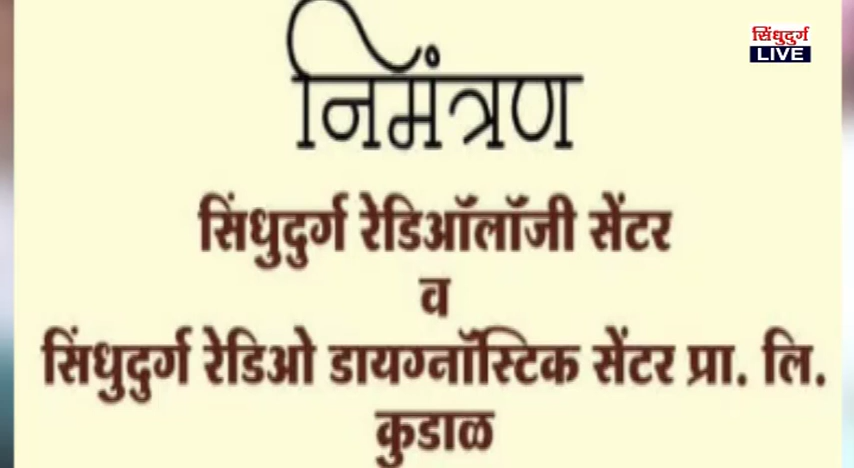 सिंधुदुर्ग
LIVE
निमंत्रण
सिंधुदुर्ग रेडिऑलॉजी सेंटर
व
सिंधुदुर्ग रेडिओ डायग्नॉस्टिक सेंटर प्रा. लि.
कुडाळ